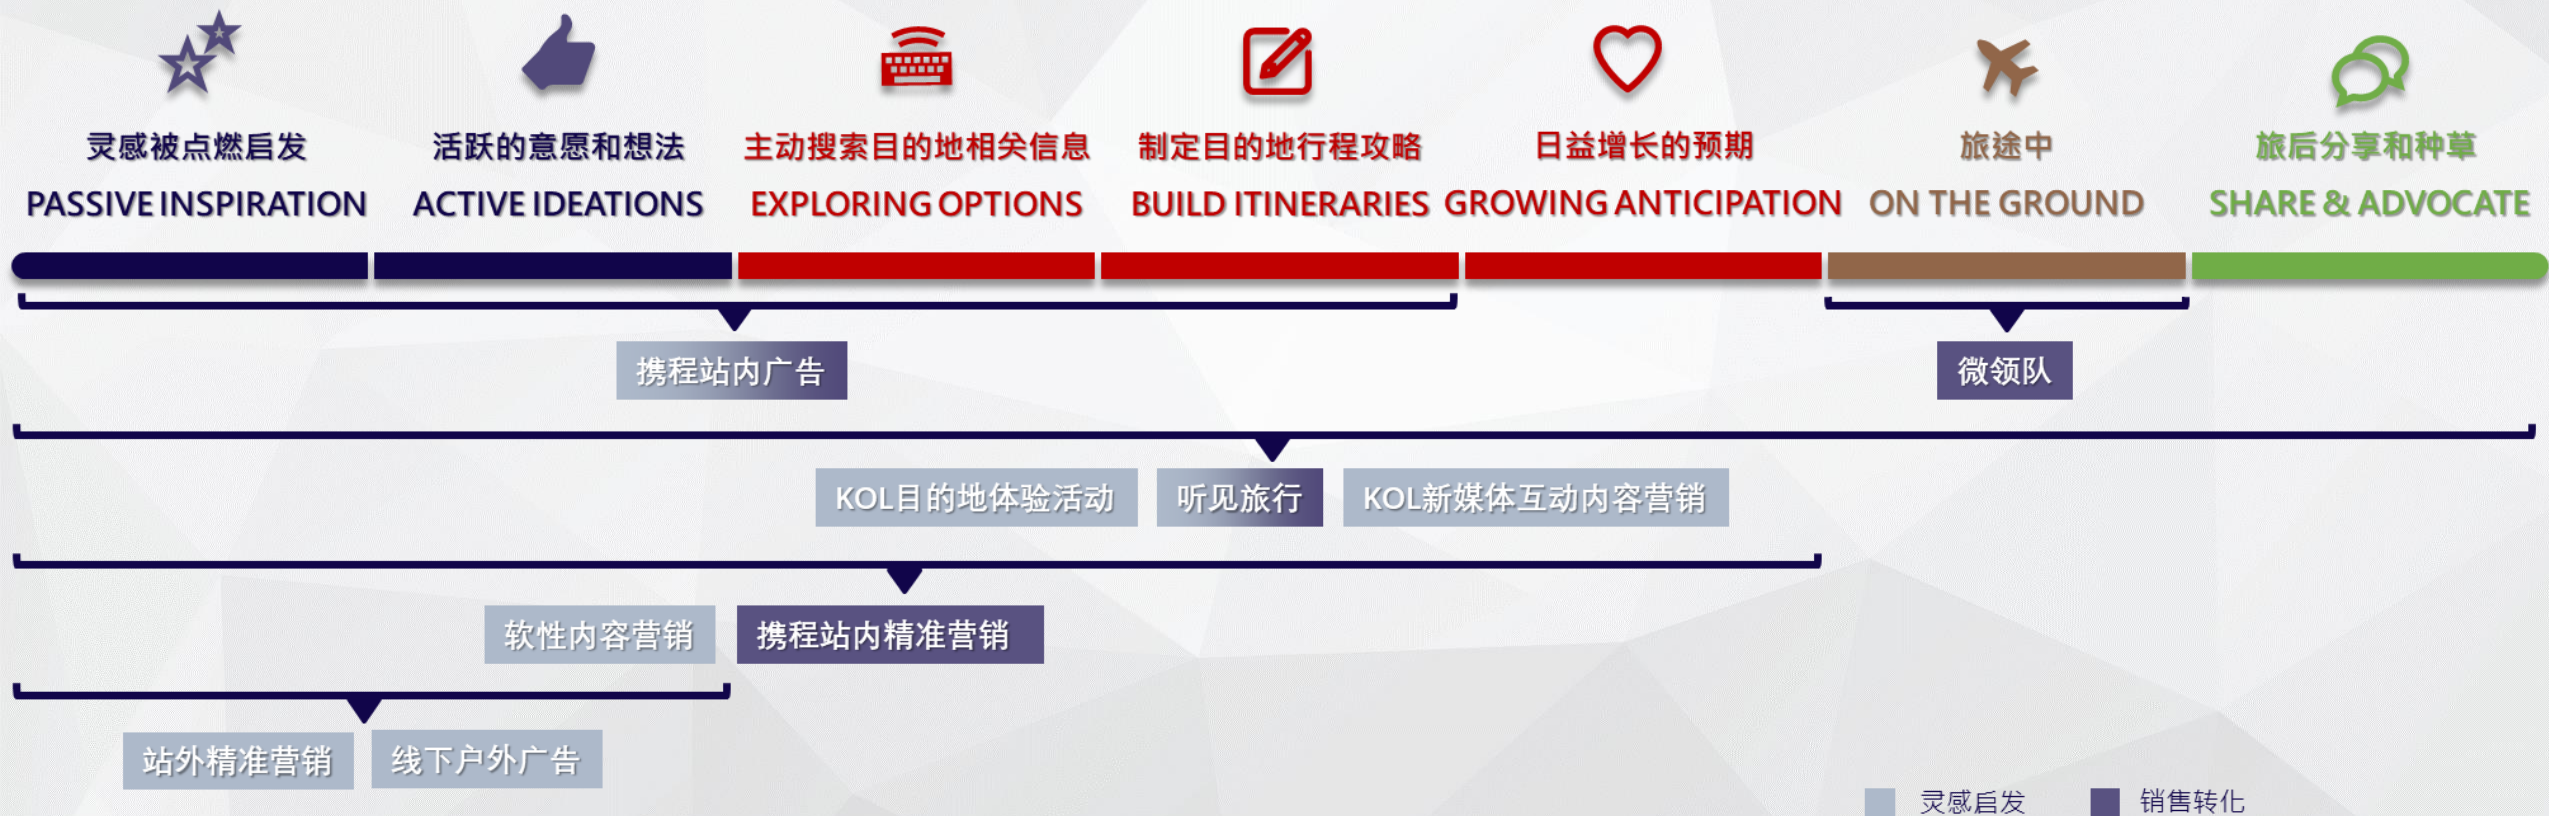 灵感被点燃启发
PASSIVE INSPIRATION
活跃的意愿和想法
ACTIVE IDEATIONS
主动搜索目的地相关信息
EXPLORING OPTIONS
制定目的地行程攻略
BUILD ITINERARIES
日益增长的预期
GROWING ANTICIPATION
旅途中
ON THE GROUND
旅后分享和种草
SHARE & ADVOCATE
携程站内广告
微领队
KOL目的地体验活动
听见旅行
KOL新媒体互动内容营销
软性内容营销
携程站内精准营销
站外精准营销
线下户外广告
灵感启发
销售转化